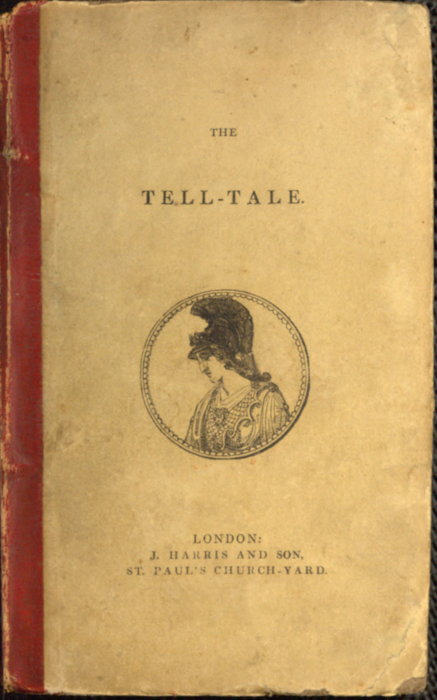 THE
TELL-TALE.
LONDON:
J. HARRIS AND SON,
ST. PAUL'S CHURCH-YARD.